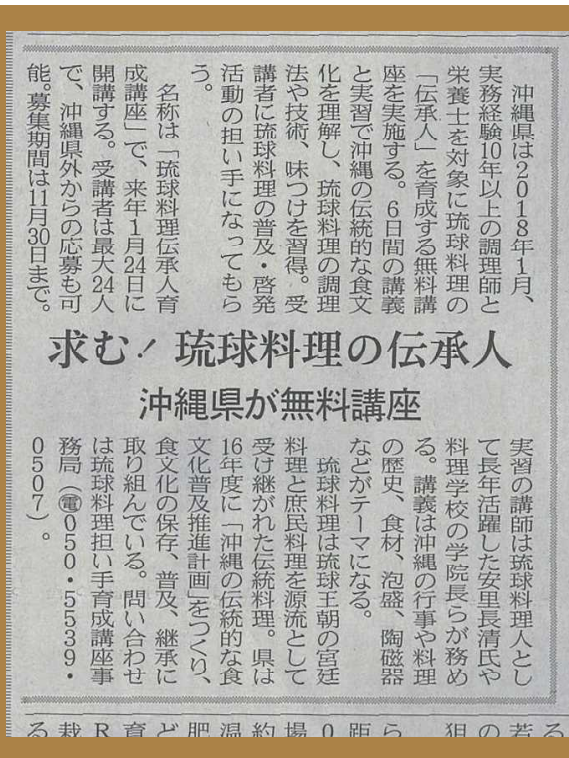 求む！琉球料理の伝承人
沖縄県が無料講座
　沖縄県は2018年1月、
実務経験10年以上の調理師と
栄養士を対象に琉球料理の
「伝承人」を育成する無料講
座を実施する。6日間の講義
と実習で沖縄の伝統的な食文
化を理解し、琉球料理の調理
法や技術、味つけを習得。受
講者に琉球料理の普及・啓発
活動の担い手になってもら
う。
　名称は「琉球料理伝承人育
成講座」で、来年1月24日に
開講する。受講者は最大24人
で、沖縄県外からの応募も可
能。募集期間は11月30日まで。
実習の講師は琉球料理人とし
て長年活躍した安里長清氏や
料理学校の学院長らが務め
る。講義は沖縄の行事や料理
の歴史、食材、泡盛、陶磁器
などがテーマになる。
　琉球料理は琉球王朝の宮廷
料理と庶民料理を源流として
受け継がれた伝統料理。県は
16年度に「沖縄の伝統的な食
文化普及推進計画」をつくり、
食文化の保存、普及、継承に
取り組んでいる。問い合わせ
は琉球料理担い手育成講座事
務局（電050・5539・
0507）。